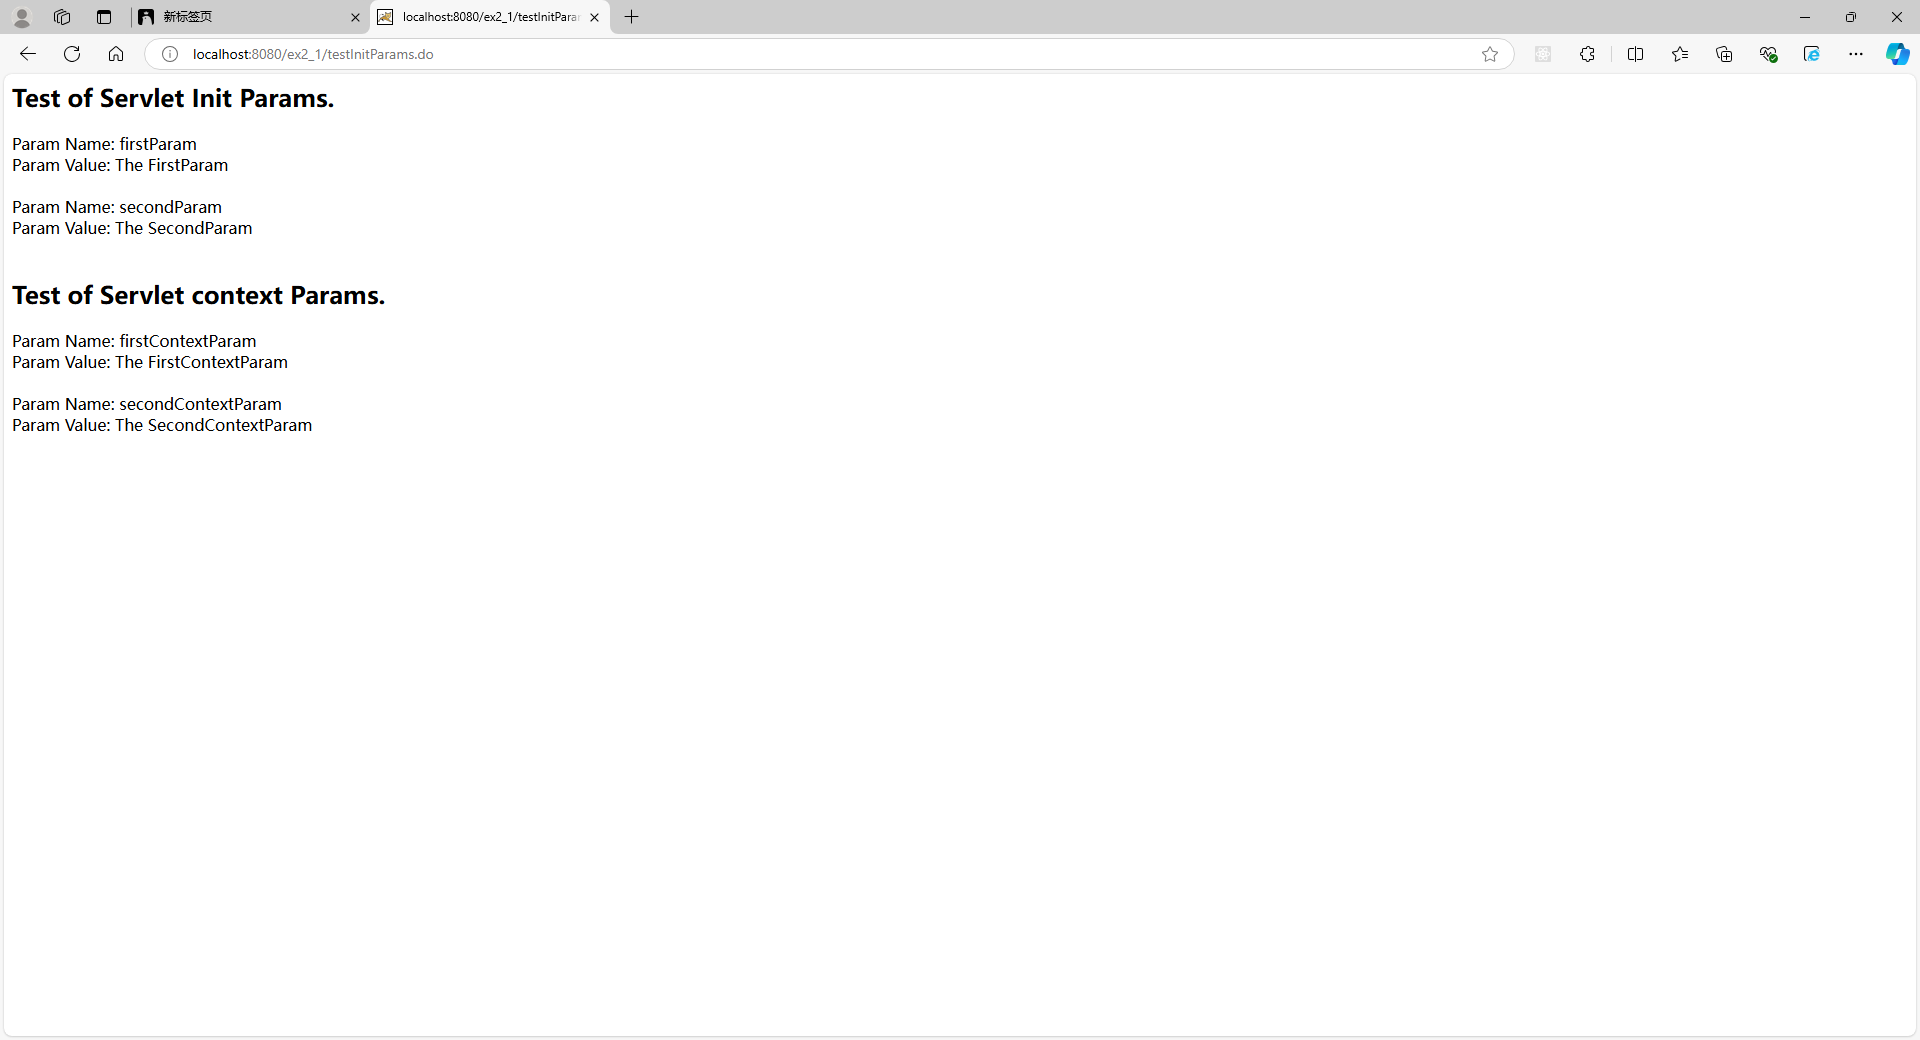 新标签页
localhost:8080/ex2_1/testInitParar
localhost:8080/ex2_1/testInitParams.do
Test of Servlet Init Params.
Param Name: firstParam
Param Value: The FirstParam
Param Name: secondParam
Param Value: The SecondParam
Test of Servlet context Params.
Param Name: firstContextParam
Param Value: The FirstContextParam
Param Name: secondContextParam
Param Value: The SecondContextParam